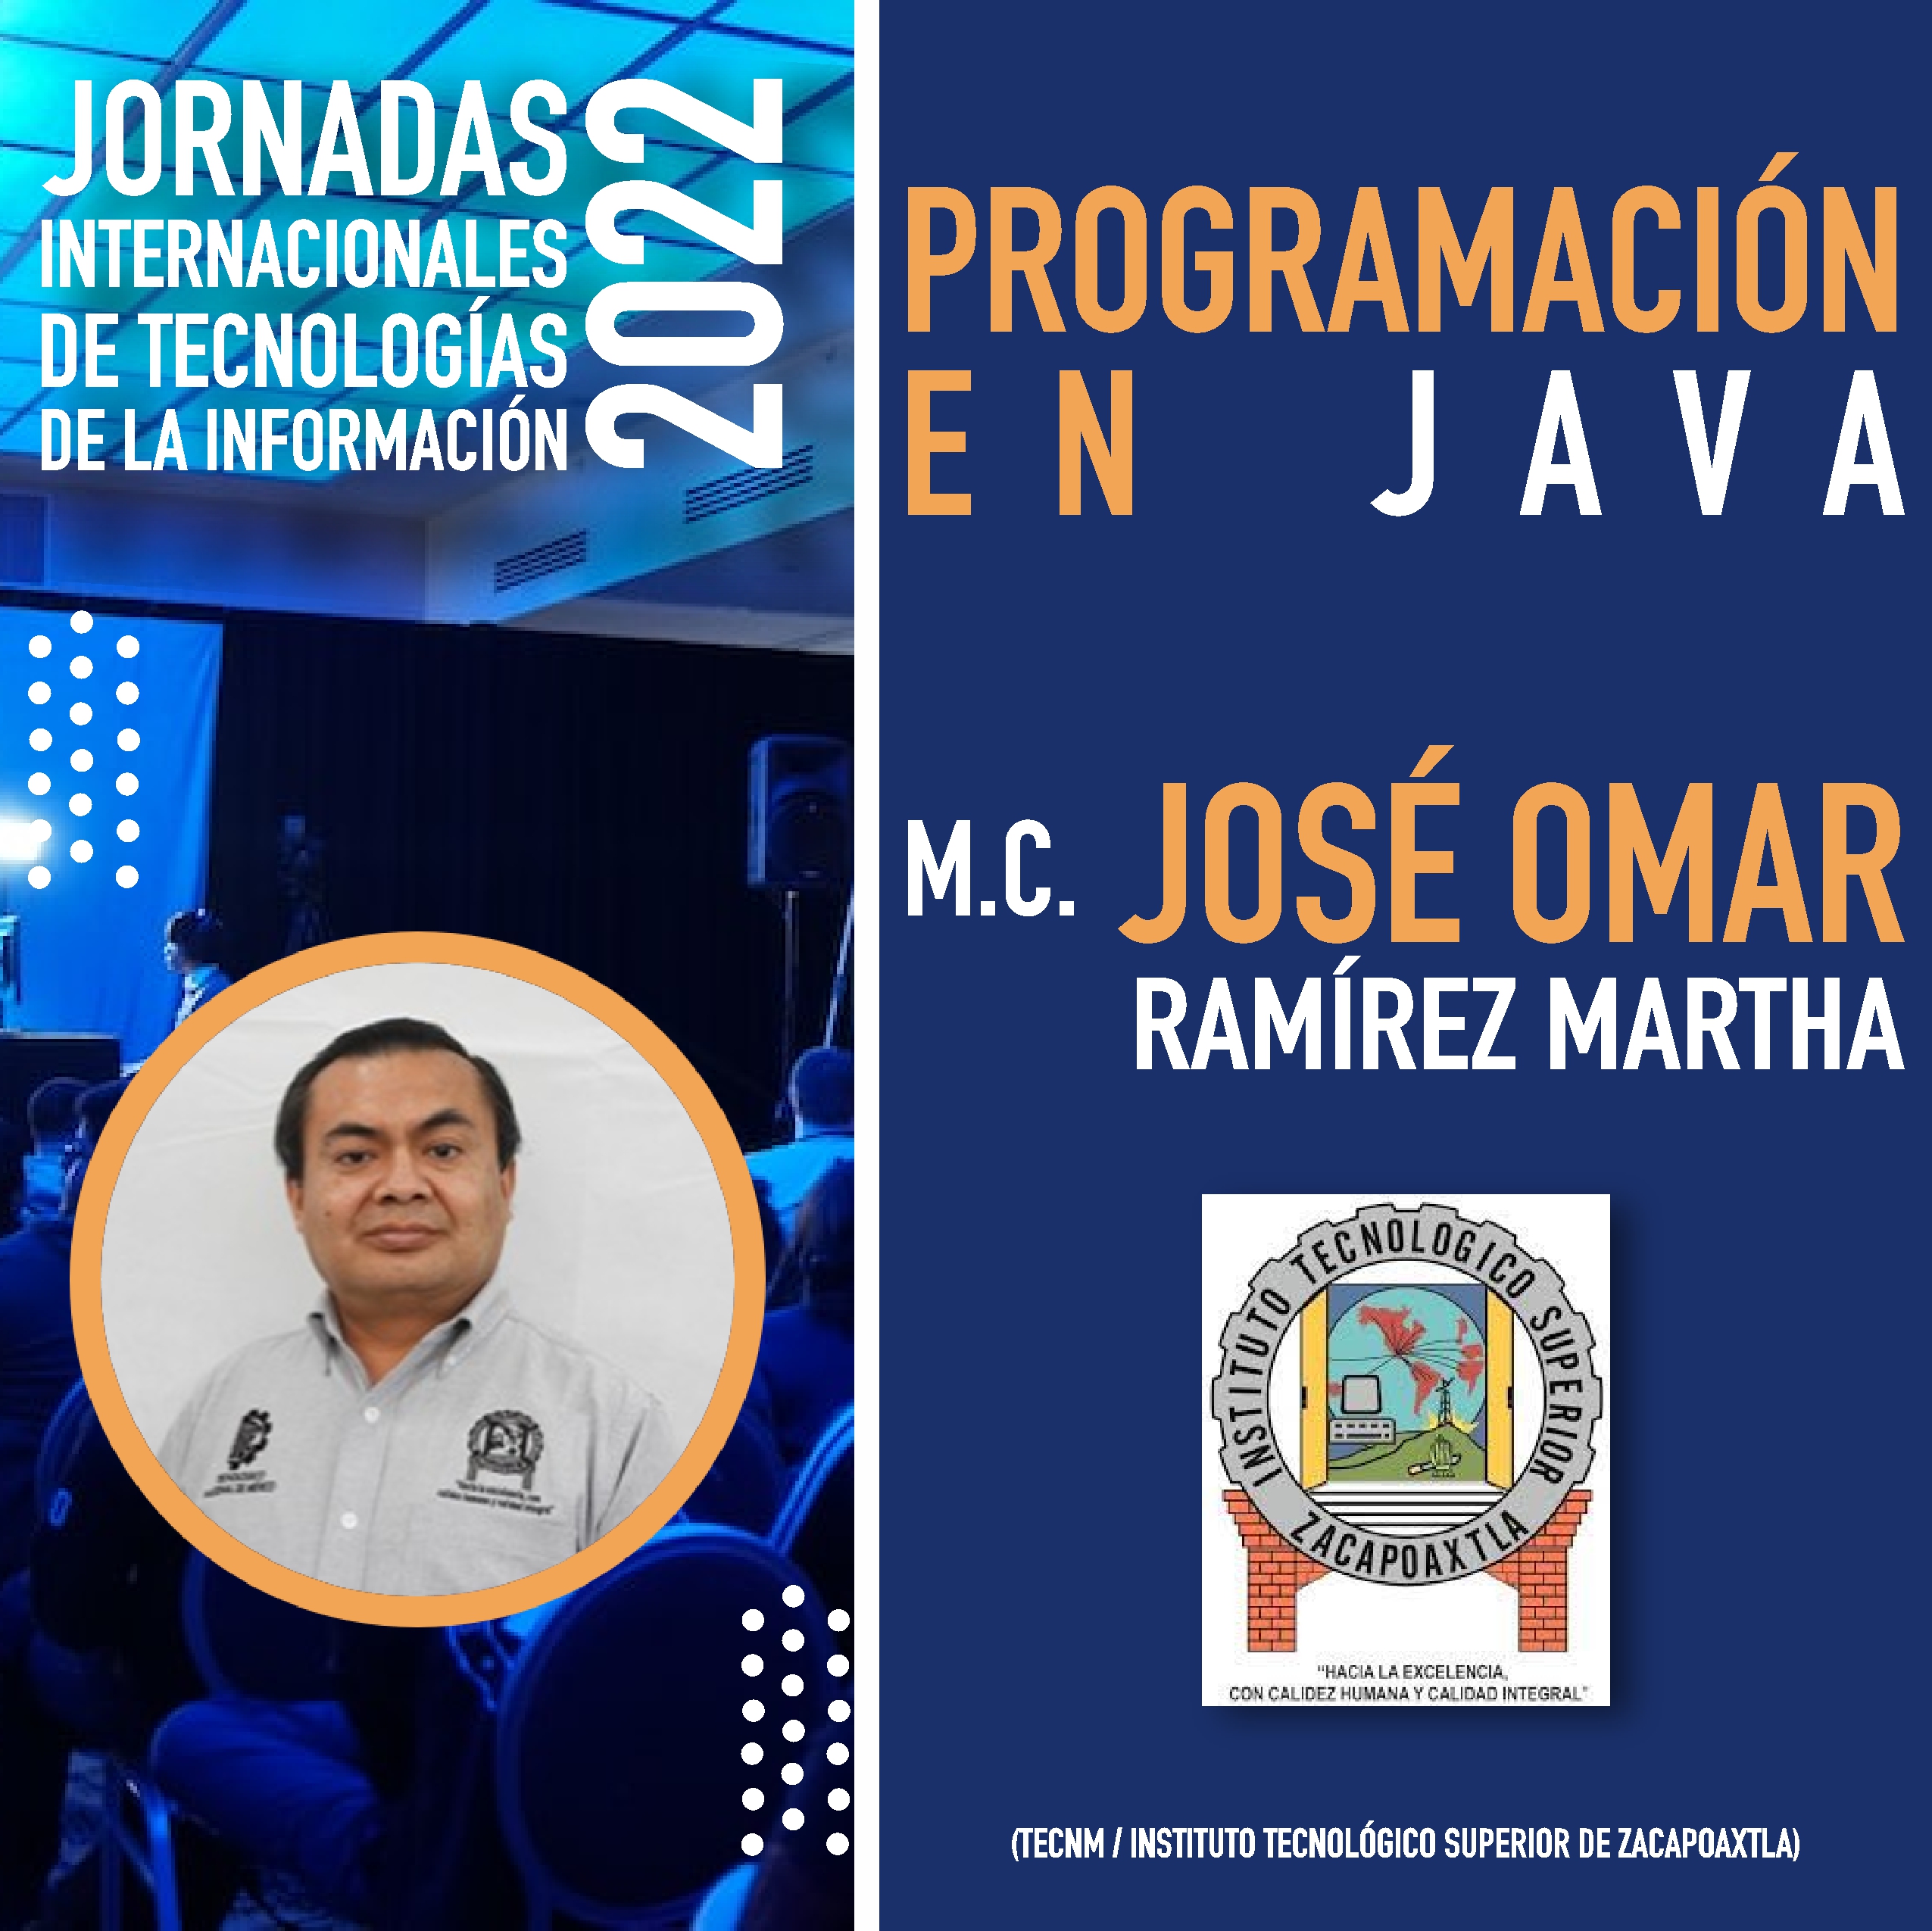 JORNADAS
INTERNACIONALES
DE TECNOLOGÍAS
DE LA INFORMACIÓN
2022
PROGRAMACIÓN
EN JAVA
M.C. JOSÉ OMAR
RAMÍREZ MARTHA
INSTITUTO TECNOLOGICO SUPERIOR
ZACAPOAXTLA
“HACIA LA EXCELENCIA,
CON CALIDEZ HUMANA Y CALIDAD INTEGRAL”
(TECNM / INSTITUTO TECNOLÓGICO SUPERIOR DE ZACAPOAXTLA)